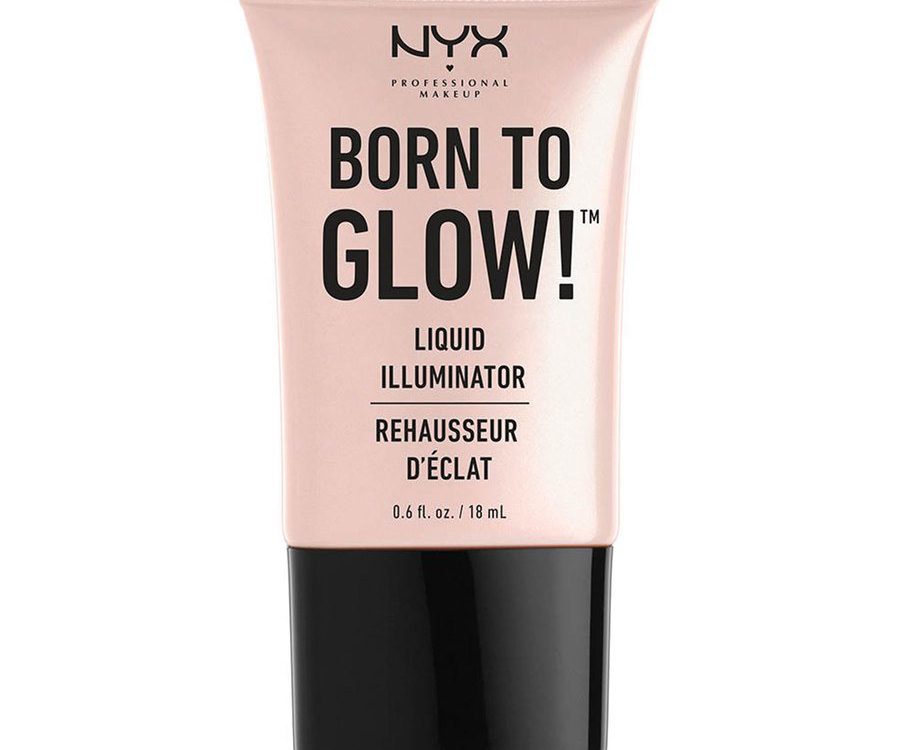 NYX
PROFESSIONAL
MAKEUP
BORN TO
GLOW!™
LIQUID
ILLUMINATOR
REHAUSSEUR
D'ÉCLAT
0.6 fl. oz. / 18 mL